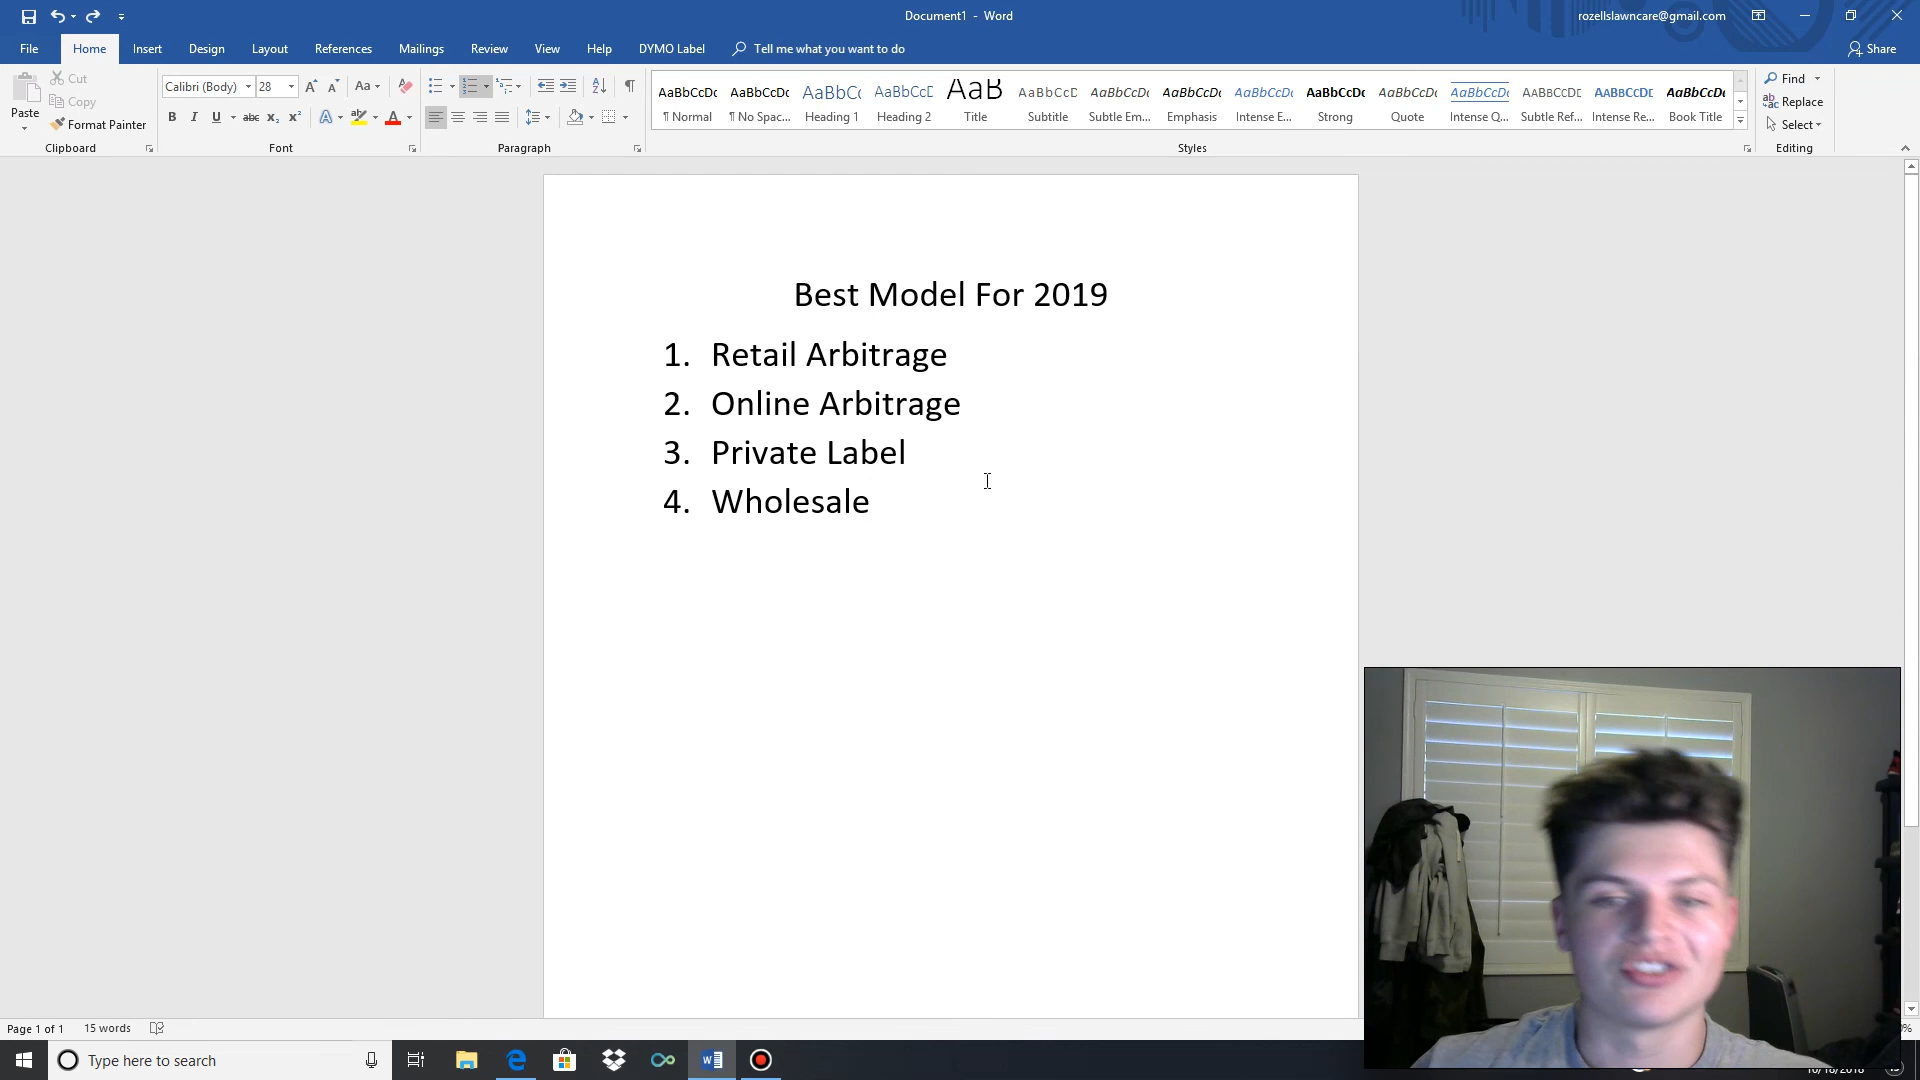 Document1 - Word
rozellslawncare@gmail.com
File Home Insert Design Layout References Mailings Review View Help DYMO Label Tell me what you want to do Share
Paste
Cut
Copy
Format Painter
Clipboard
Calibri (Body) 28
Font
Paragraph
AaBbCcDc AaBbCcDc AaBbC( AaBbCcE AaB AaBbCcD AaBbCcDc AaBbCcDc AaBbCcDc AaBbCcDc AaBbCcDc AaBbCcDc AABBCCDE AABBCCDE AaBbCcDc
¶ Normal ¶ No Spac... Heading 1 Heading 2 Title Subtitle Subtle Em... Emphasis Intense E... Strong Quote Intense Q... Subtle Ref... Intense Re... Book Title
Styles
Find
Replace
Select
Editing
Best Model For 2019
1. Retail Arbitrage
2. Online Arbitrage
3. Private Label
4. Wholesale
Page 1 of 1 15 words
Type here to search
10/18/2018